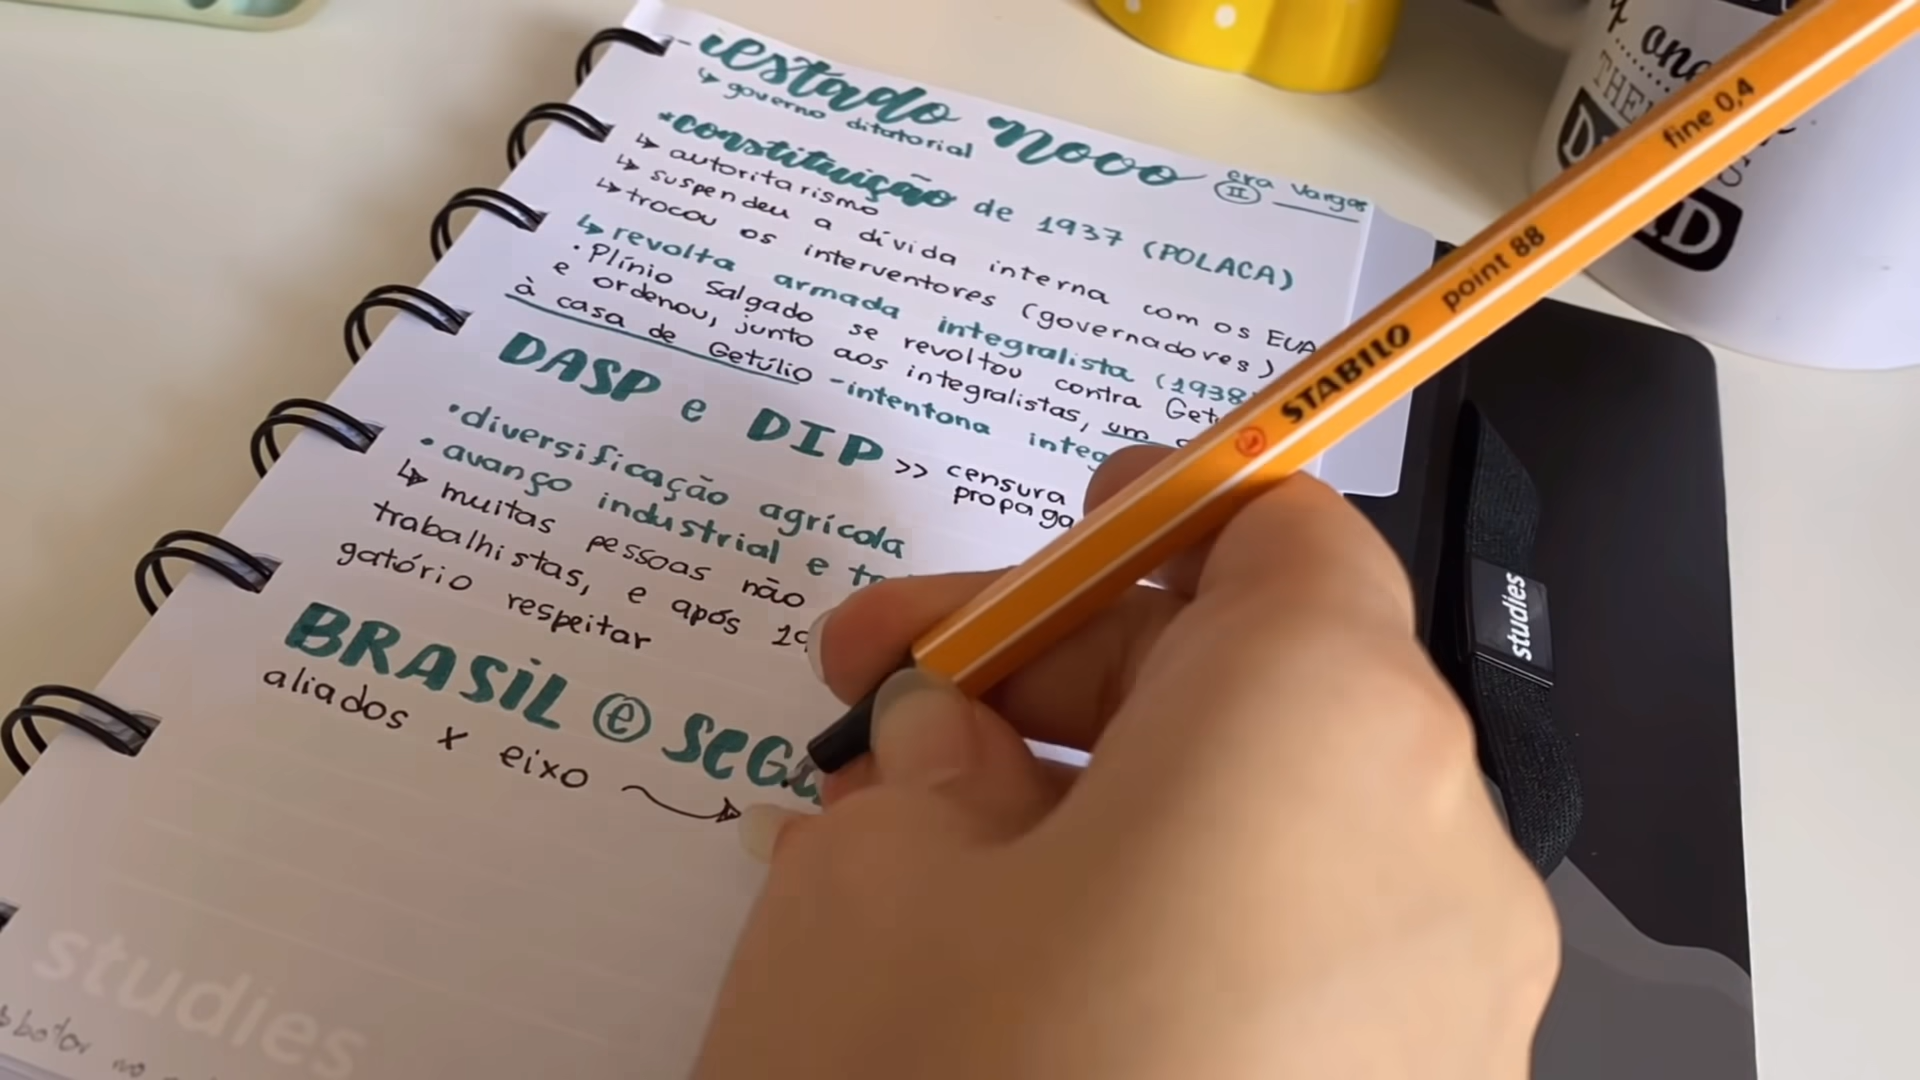 Estado Novo era Vargas II
↳ governo ditatorial
*constituição de 1937 (POLACA)
↳ autoritarismo
↳ suspendeu a dívida interna com os EUA
↳ trocou os interventores (governadores)
↳ revolta armada integralista (1938
• Plínio Salgado se revoltou contra Get
e ordenou, junto aos integralistas, um
à casa de Getúlio - intentona integ
DASP e DIP >> censura
propaga
• diversificação agrícola
• avanço industrial e
↳ muitas pessoas não
trabalhistas, e após
gatório respeitar
BRASIL e SEG
aliados x eixo
studies
STABILO point 88 fine 0,4
studies
one